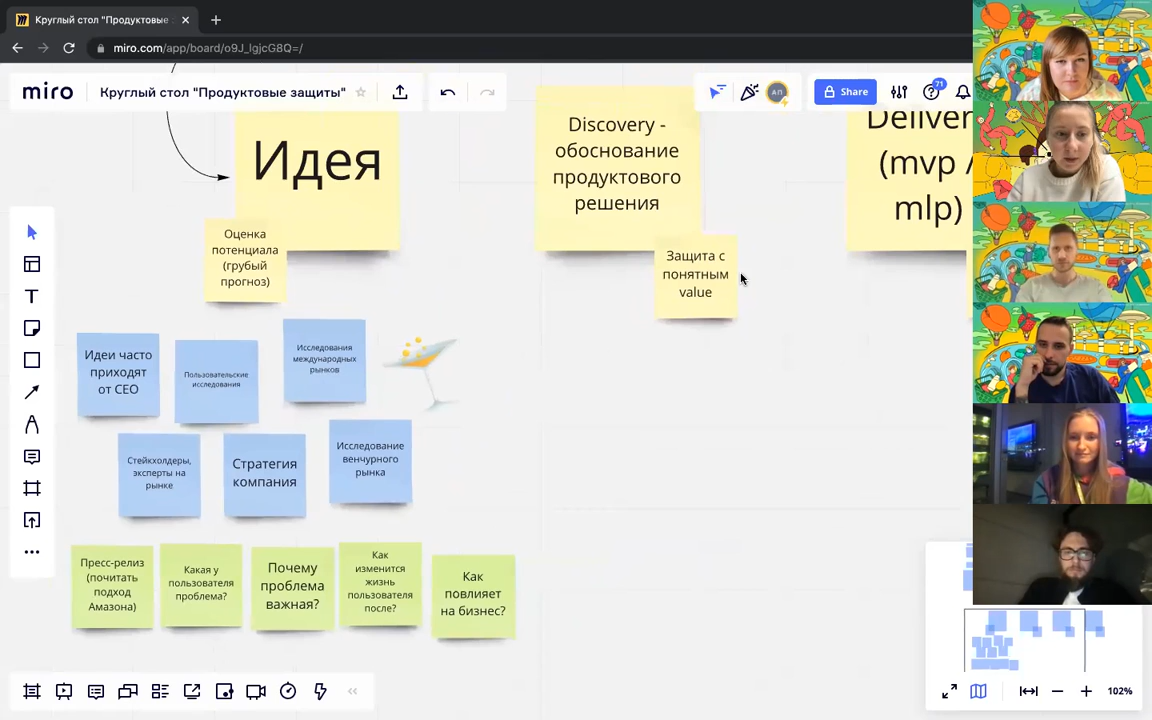 Круглый стол "Продуктовые
miro.com/app/board/o9J_lgjcG8Q=/
miro
Круглый стол "Продуктовые защиты"
АП
Share
71
Идея
Discovery -
обоснование
продуктового
решения
Deliver
(mvp /
mlp)
Оценка
потенциала
(грубый
прогноз)
Защита с
понятным
value
Идеи часто
приходят
от CEO
Пользовательские
исследования
Исследования
международных
рынков
Стейкхолдеры,
эксперты на
рынке
Стратегия
компания
Исследование
венчурного
рынка
Пресс-релиз
(почитать
подход
Амазона)
Какая у
пользователя
проблема?
Почему
проблема
важная?
Как
изменится
жизнь
пользователя
после?
Как
повлияет
на бизнес?
102%